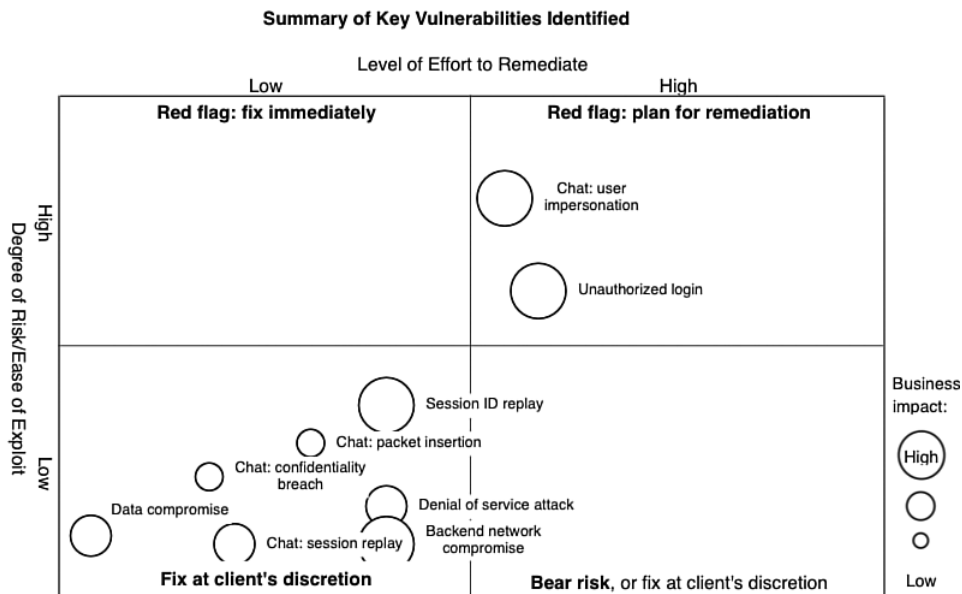 Summary of Key Vulnerabilities Identified
Level of Effort to Remediate
Low
High
Red flag: fix immediately
Red flag: plan for remediation
High
Low
Degree of Risk/Ease of Exploit
Chat: user
impersonation
Unauthorized login
Session ID replay
Chat: packet insertion
Chat: confidentiality
breach
Data compromise
Denial of service attack
Backend network
compromise
Chat: session replay
Fix at client's discretion
Bear risk, or fix at client's discretion
Business
impact:
High
Low